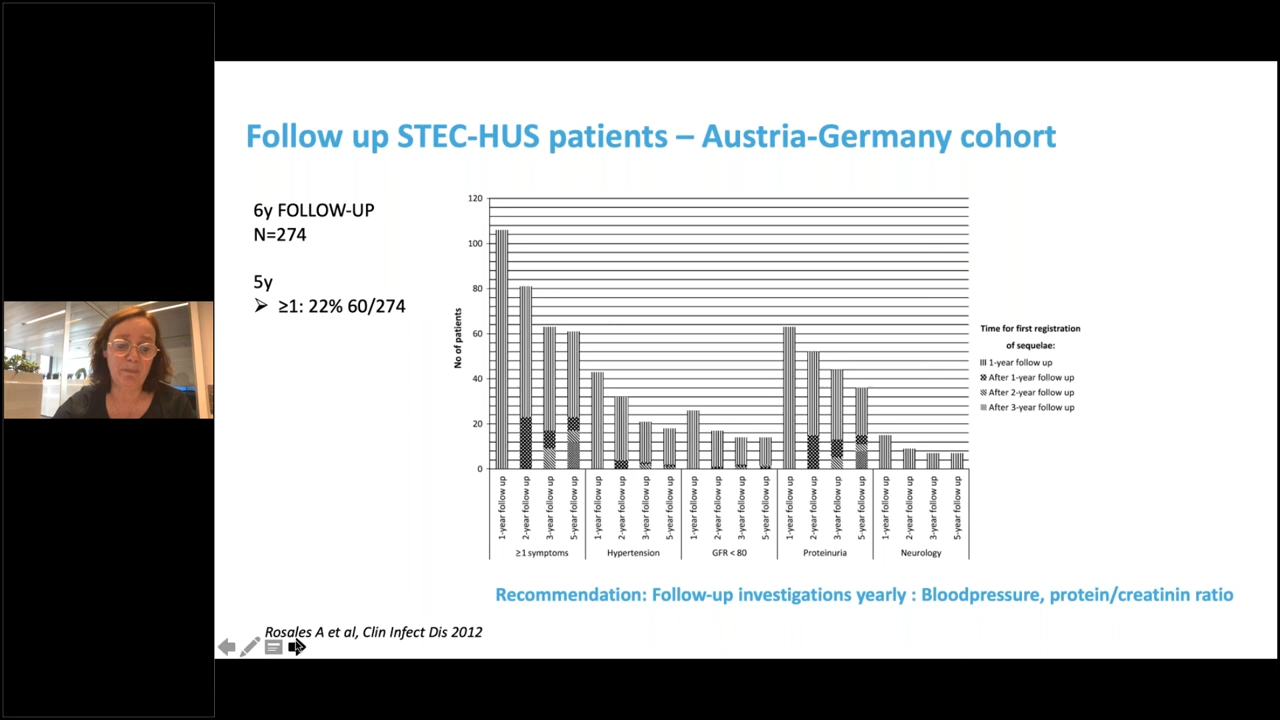 Follow up STEC-HUS patients – Austria-Germany cohort
6y FOLLOW-UP
N=274
5y
≥1: 22% 60/274
No of patients
120
100
80
60
40
20
0
1-year follow up
2-year follow up
3-year follow up
5-year follow up
1-year follow up
2-year follow up
3-year follow up
5-year follow up
1-year follow up
2-year follow up
3-year follow up
5-year follow up
1-year follow up
2-year follow up
3-year follow up
5-year follow up
1-year follow up
2-year follow up
3-year follow up
5-year follow up
≥1 symptoms
Hypertension
GFR < 80
Proteinuria
Neurology
Time for first registration
of sequelae:
1-year follow up
After 1-year follow up
After 2-year follow up
After 3-year follow up
Recommendation: Follow-up investigations yearly : Bloodpressure, protein/creatinin ratio
Rosales A et al, Clin Infect Dis 2012